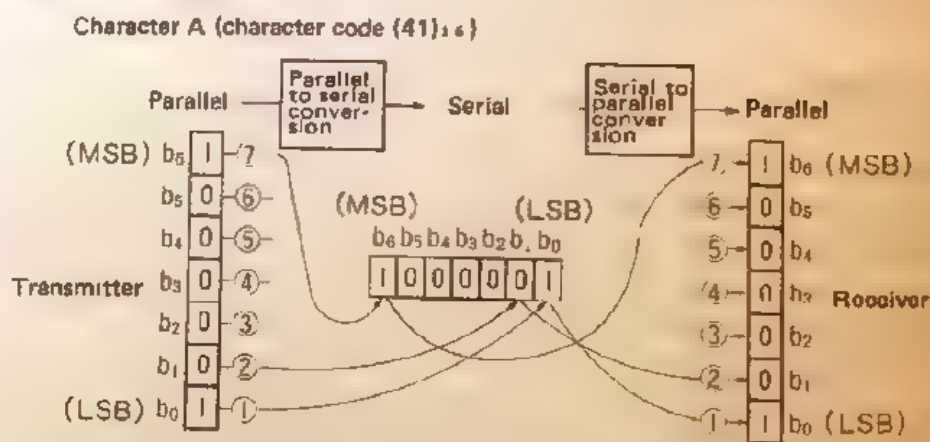 Character A (character code (41)₁₆)
Parallel
Parallel to serial conver-sion
Serial
Serial to parallel conver sion
Parallel
(MSB) b₆ 1 ⑦
b₅ 0 ⑥
b₄ 0 ⑤
b₃ 0 ④
b₂ 0 ③
b₁ 0 ②
(LSB) b₀ 1 ①
Transmitter
(MSB) (LSB)
b₆ b₅ b₄ b₃ b₂ b₁ b₀
1 0 0 0 0 0 1
7 1 b₆ (MSB)
⑥ 0 b₅
⑤ 0 b₄
④ 0 b₃
③ 0 b₂
② 0 b₁
① 1 b₀ (LSB)
Receiver